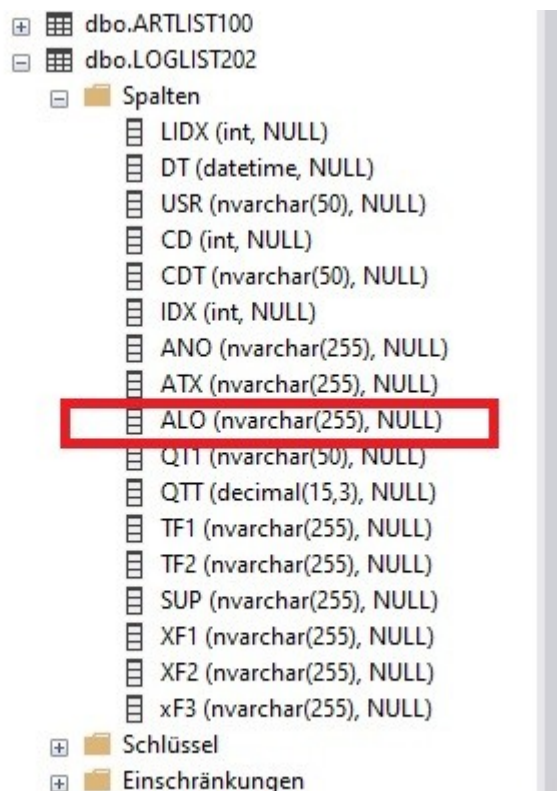 dbo.ARTLIST100
dbo.LOGLIST202
Spalten
LIDX (int, NULL)
DT (datetime, NULL)
USR (nvarchar(50), NULL)
CD (int, NULL)
CDT (nvarchar(50), NULL)
IDX (int, NULL)
ANO (nvarchar(255), NULL)
ATX (nvarchar(255), NULL)
ALO (nvarchar(255), NULL)
QT1 (nvarchar(50), NULL)
QTT (decimal(15,3), NULL)
TF1 (nvarchar(255), NULL)
TF2 (nvarchar(255), NULL)
SUP (nvarchar(255), NULL)
XF1 (nvarchar(255), NULL)
XF2 (nvarchar(255), NULL)
xF3 (nvarchar(255), NULL)
Schlüssel
Einschränkungen